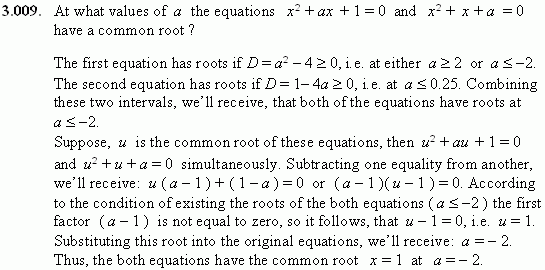 3.009. At what values of a the equations x² + ax + 1 = 0 and x² + x + a = 0
have a common root ?
The first equation has roots if D = a² – 4 ≥ 0, i.e. at either a ≥ 2 or a ≤ –2.
The second equation has roots if D = 1– 4a ≥ 0, i.e. at a ≤ 0.25. Combining
these two intervals, we'll receive, that both of the equations have roots at
a ≤ –2.
Suppose, u is the common root of these equations, then u² + au + 1 = 0
and u² + u + a = 0 simultaneously. Subtracting one equality from another,
we'll receive: u ( a – 1 ) + ( 1 – a ) = 0 or ( a – 1 )( u – 1 ) = 0. According
to the condition of existing the roots of the both equations ( a ≤ –2 ) the first
factor ( a – 1 ) is not equal to zero, so it follows, that u – 1 = 0, i.e. u = 1.
Substituting this root into the original equations, we'll receive: a = – 2.
Thus, the both equations have the common root x = 1 at a = – 2.